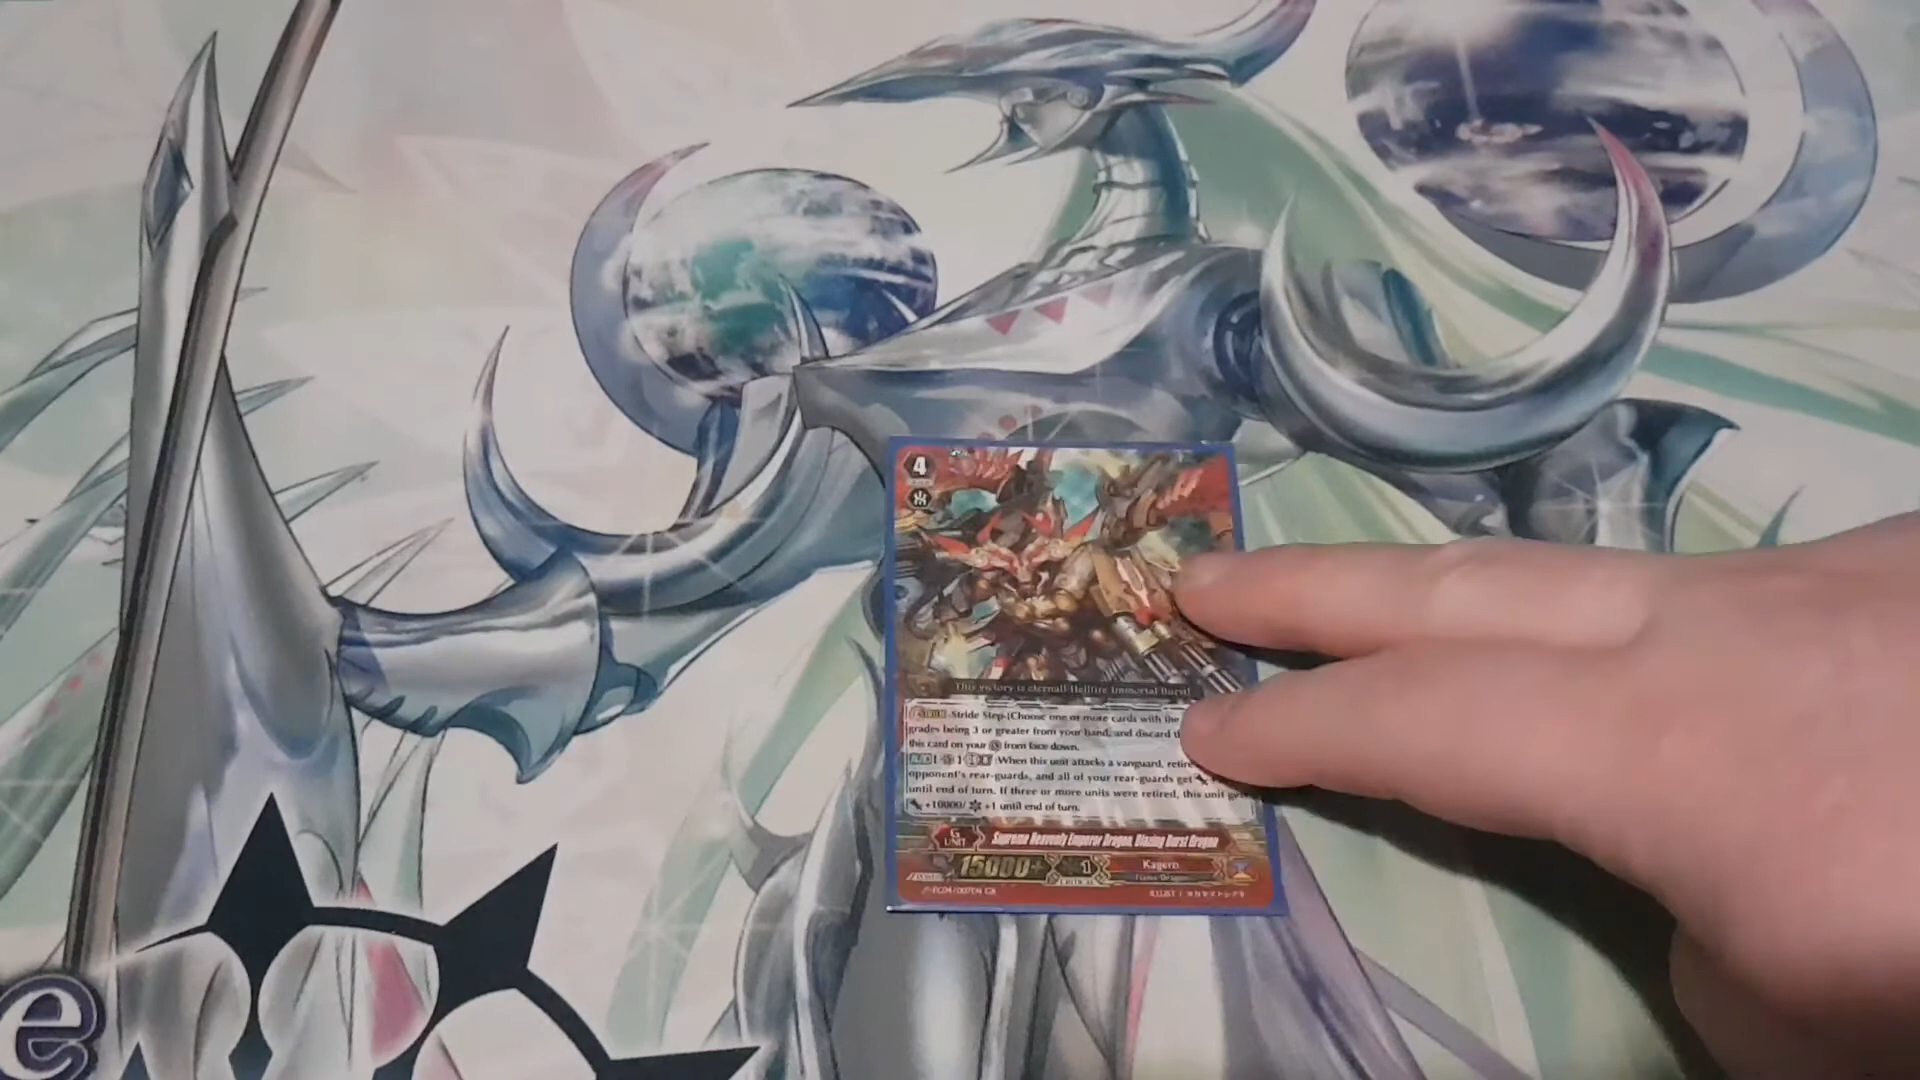 4
This victory is eternal! Hellfire Immortal Burst!
Stride Step-[Choose one or more cards with the
grades being 3 or greater from your hand, and discard th
this card on your from face down.
AUTO :When this unit attacks a vanguard, retire
opponent's rear-guards, and all of your rear-guards get
until end of turn. If three or more units were retired, this unit gets
+10000/ +1 until end of turn.
G
UNIT
Supreme Heavenly Emperor Dragon, Blazing Burst Dragon
15000+ 1
Kagero
Flame Dragon
e